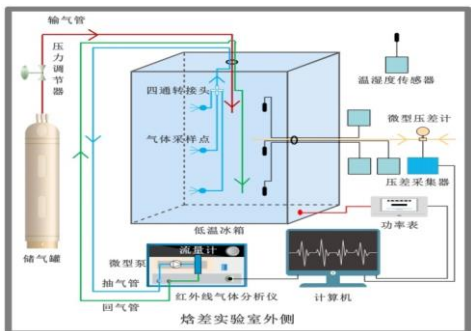 输气管
压力调节器
四通转接头
气体采样点
温湿度传感器
微型压差计
压差采集器
低温冰箱
功率表
储气罐
流量计
微型泵
抽气管
红外线气体分析仪
计算机
回气管
焓差实验室外侧